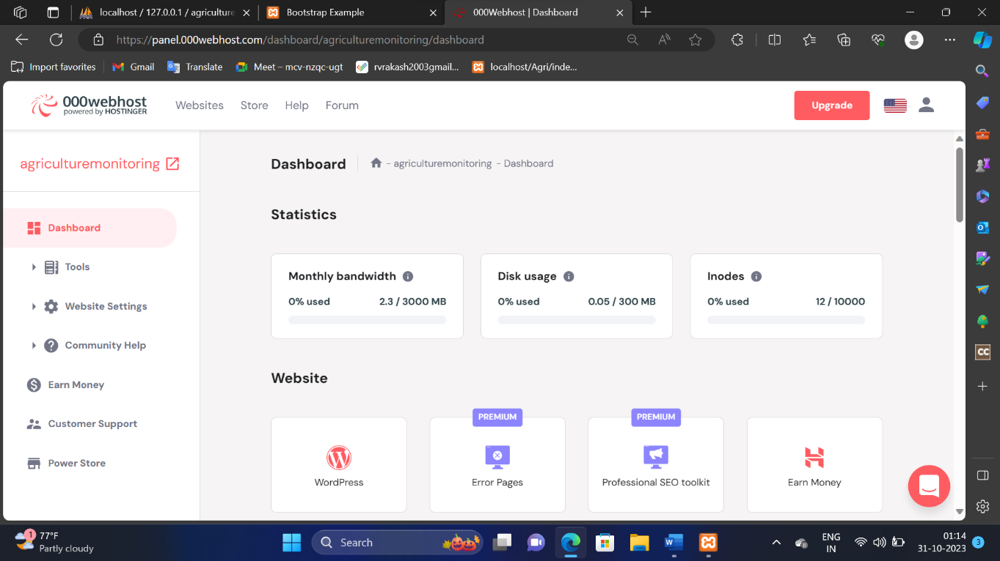 localhost / 127.0.0.1 / agriculture
Bootstrap Example
000Webhost | Dashboard
https://panel.000webhost.com/dashboard/agriculturemonitoring/dashboard
Import favorites
Gmail
Translate
Meet – mcv-nzqc-ugt
rvrakash2003gmail...
localhost/Agri/inde...
000webhost
powered by HOSTINGER
Websites
Store
Help
Forum
Upgrade
agriculturemonitoring
Dashboard
Tools
Website Settings
Community Help
Earn Money
Customer Support
Power Store
Dashboard
- agriculturemonitoring - Dashboard
Statistics
Monthly bandwidth
0% used 2.3 / 3000 MB
Disk usage
0% used 0.05 / 300 MB
Inodes
0% used 12 / 10000
Website
WordPress
PREMIUM
Error Pages
PREMIUM
Professional SEO toolkit
Earn Money
CC
1
77°F
Partly cloudy
Search
ENG
IN
01:14
31-10-2023
3